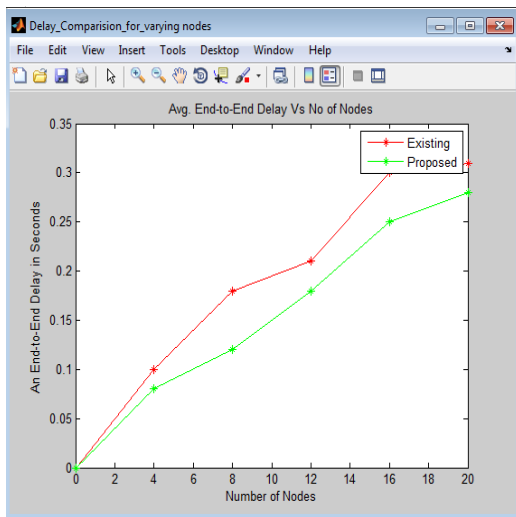 Delay_Comparision_for_varying nodes
File Edit View Insert Tools Desktop Window Help
Avg. End-to-End Delay Vs No of Nodes
Existing
Proposed
An End-to-End Delay in Seconds
0.35
0.3
0.25
0.2
0.15
0.1
0.05
0
0 2 4 6 8 10 12 14 16 18 20
Number of Nodes